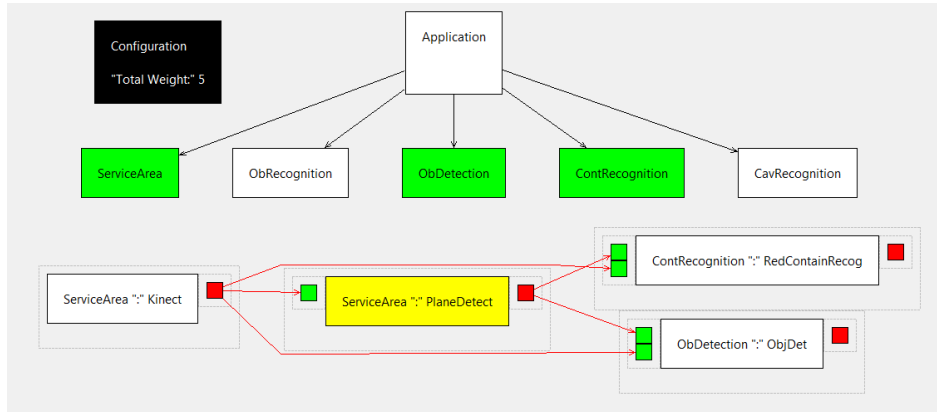 Application
Configuration
"Total Weight:" 5
ServiceArea
ObRecognition
ObDetection
ContRecognition
CavRecognition
ContRecognition ":" RedContainRecog
ServiceArea ":" Kinect
ServiceArea ":" PlaneDetect
ObDetection ":" ObjDet